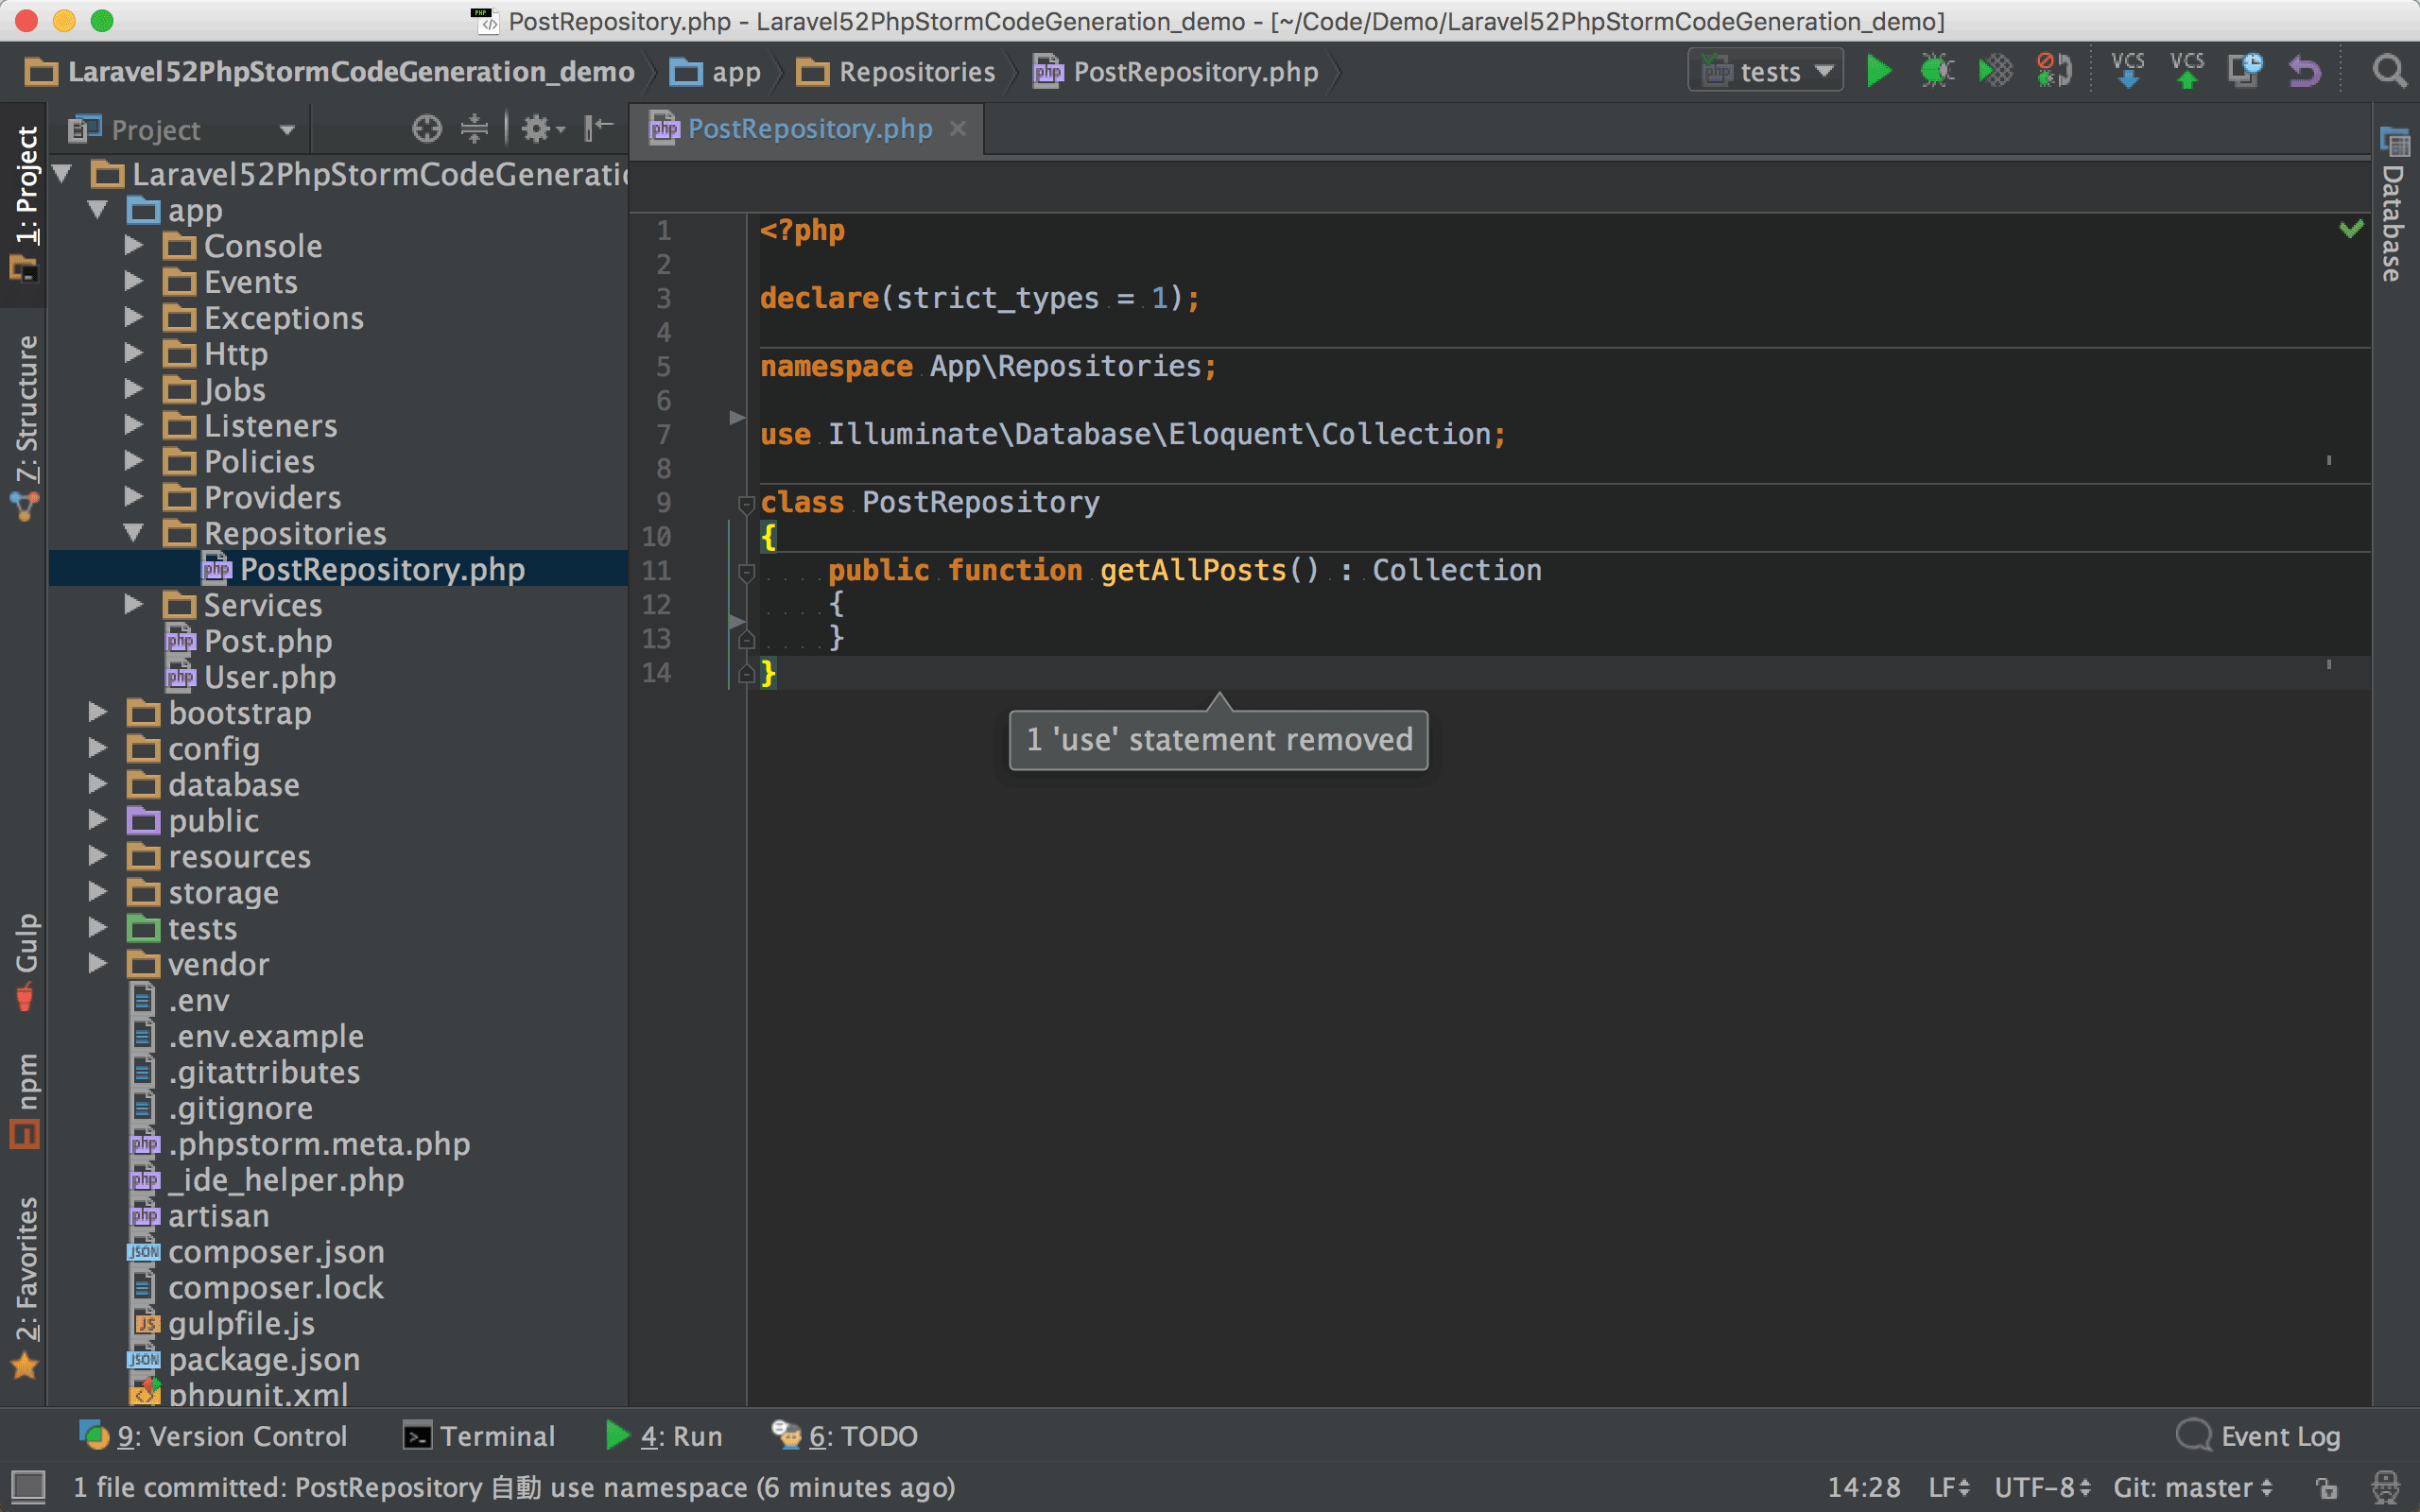 PostRepository.php - Laravel52PhpStormCodeGeneration_demo - [~/Code/Demo/Laravel52PhpStormCodeGeneration_demo]
Laravel52PhpStormCodeGeneration_demo app Repositories PostRepository.php tests VCS VCS
Project
PostRepository.php
1: Project
Z: Structure
Gulp
npm
2: Favorites
Laravel52PhpStormCodeGeneratio
app
Console
Events
Exceptions
Http
Jobs
Listeners
Policies
Providers
Repositories
PostRepository.php
Services
Post.php
User.php
bootstrap
config
database
public
resources
storage
tests
vendor
.env
.env.example
.gitattributes
.gitignore
.phpstorm.meta.php
_ide_helper.php
artisan
composer.json
composer.lock
gulpfile.js
package.json
phpunit.xml
1 <?php
2
3 declare(strict_types = 1);
4
5 namespace App\Repositories;
6
7 use Illuminate\Database\Eloquent\Collection;
8
9 class PostRepository
10 {
11 public function getAllPosts() : Collection
12 {
13 }
14 }
1 'use' statement removed
Database
9: Version Control Terminal 4: Run 6: TODO Event Log
1 file committed: PostRepository 自動 use namespace (6 minutes ago) 14:28 LF UTF-8 Git: master